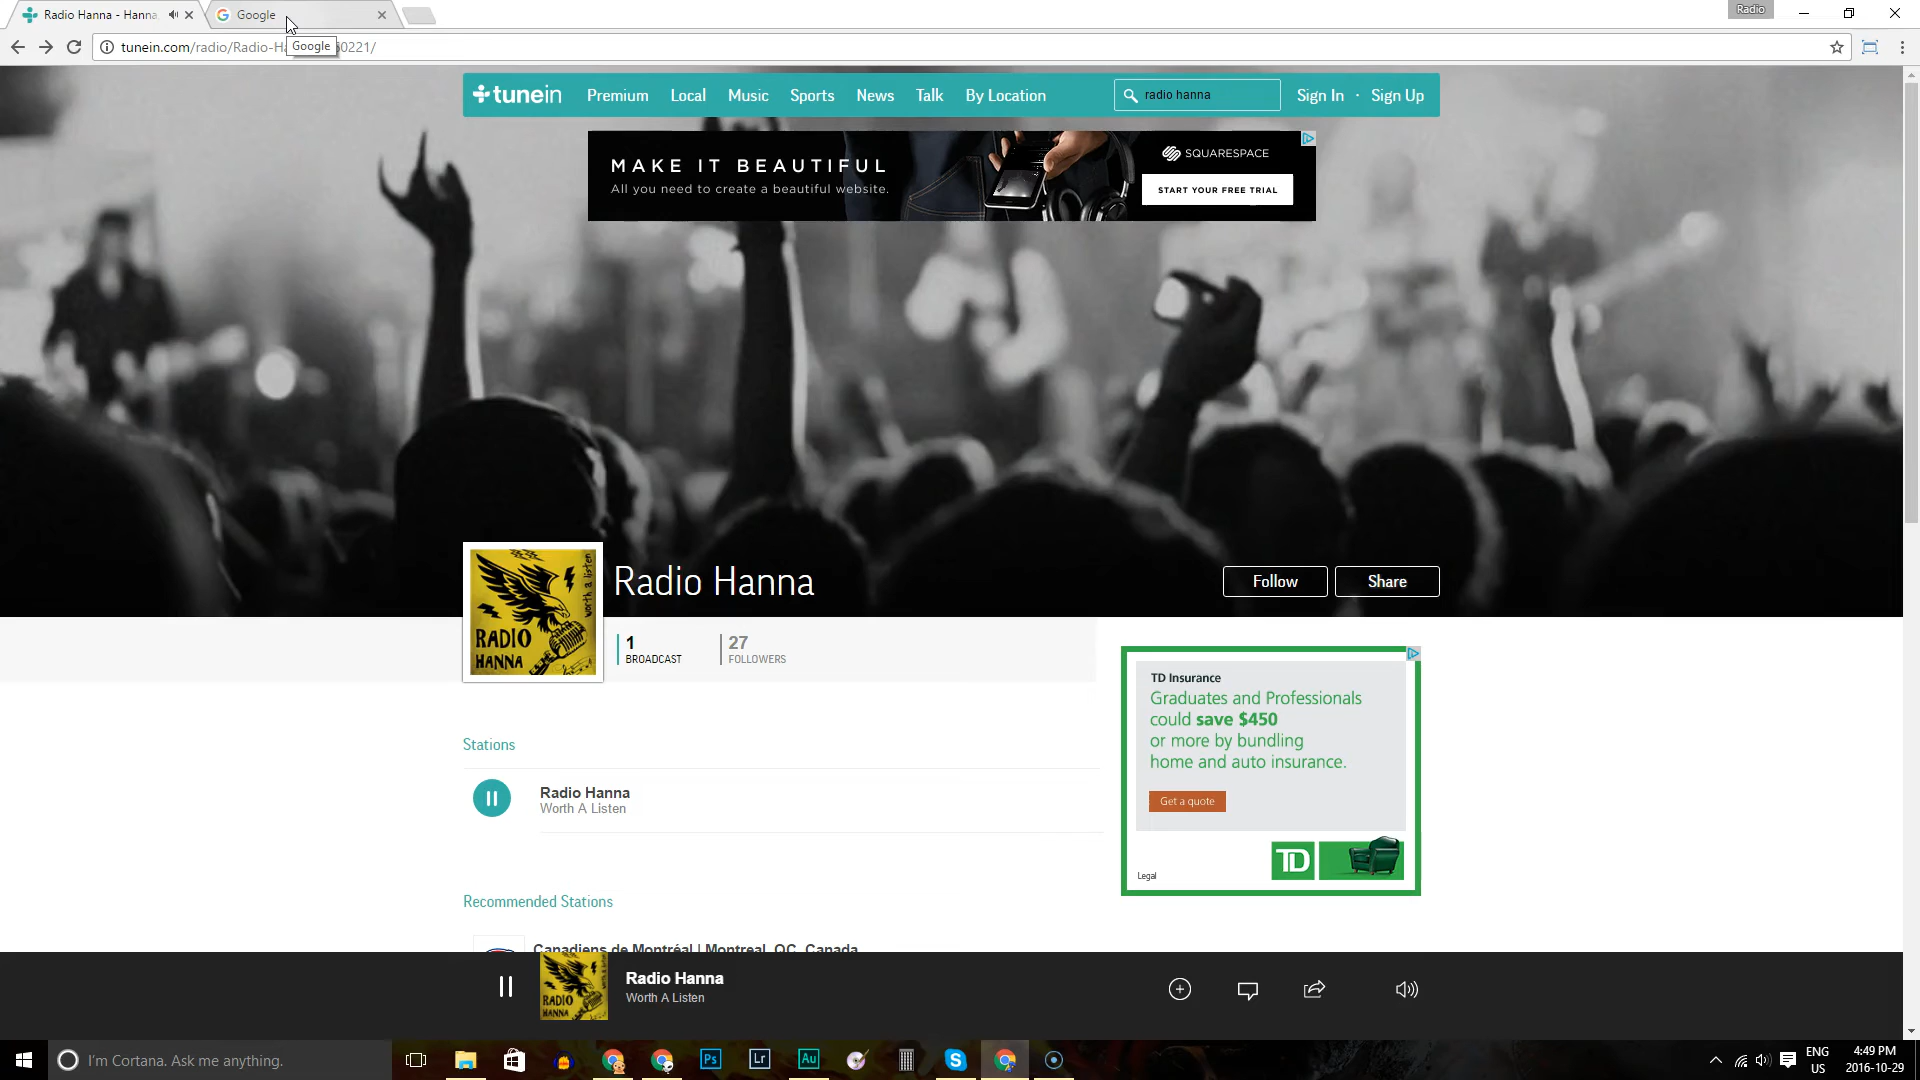 Radio Hanna - Hanna,
Google
Radio
tunein.com/radio/Radio-Ha
0221/
Google
tunein
Premium
Local
Music
Sports
News
Talk
By Location
radio hanna
Sign In · Sign Up
MAKE IT BEAUTIFUL
All you need to create a beautiful website.
SQUARESPACE
START YOUR FREE TRIAL
RADIO
HANNA
worth a listen
Radio Hanna
Follow
Share
1
BROADCAST
27
FOLLOWERS
Stations
Radio Hanna
Worth A Listen
TD Insurance
Graduates and Professionals
could save $450
or more by bundling
home and auto insurance.
Get a quote
TD
Legal
Recommended Stations
Canadiens de Montréal | Montreal, QC, Canada
RADIO
HANNA
Radio Hanna
Worth A Listen
I'm Cortana. Ask me anything.
Ps
Lr
Au
ENG
US
4:49 PM
2016-10-29